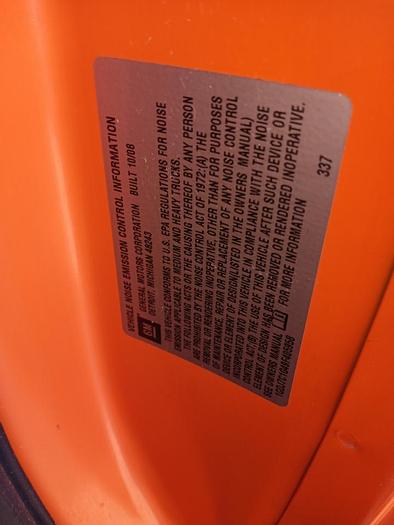 VEHICLE NOISE EMISSION CONTROL INFORMATION
GM
GENERAL MOTORS CORPORATION BUILT 10/08
DETROIT, MICHIGAN 48243
THIS VEHICLE CONFORMS TO U.S. EPA REGULATIONS FOR NOISE
EMISSION APPLICABLE TO MEDIUM AND HEAVY TRUCKS.
THE FOLLOWING ACTS OR THE CAUSING THEREOF BY ANY PERSON
ARE PROHIBITED BY THE NOISE CONTROL ACT OF 1972:(A) THE
REMOVAL OR RENDERING INOPERATIVE, OTHER THAN FOR PURPOSES
OF MAINTENANCE, REPAIR OR REPLACEMENT OF ANY NOISE CONTROL
DEVICE OR ELEMENT OF DESIGN(LISTED IN THE OWNERS MANUAL)
INCORPORATED INTO THIS VEHICLE IN COMPLIANCE WITH THE NOISE
CONTROL ACT;(B) THE USE OF THIS VEHICLE AFTER SUCH DEVICE OR
ELEMENT OF DESIGN HAS BEEN REMOVED OR RENDERED INOPERATIVE.
SEE OWNERS MANUAL FOR MORE INFORMATION 337